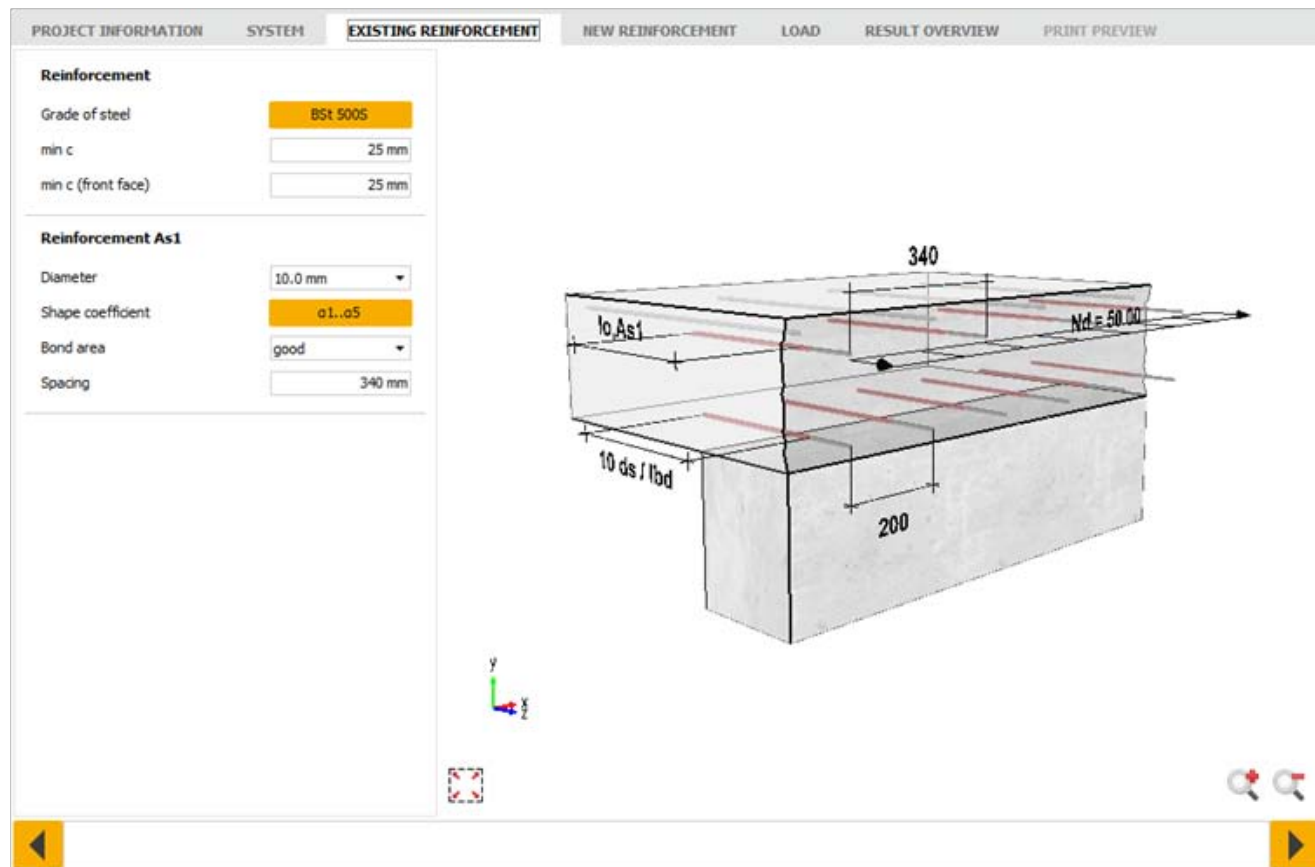 PROJECT INFORMATION SYSTEM EXISTING REINFORCEMENT NEW REINFORCEMENT LOAD RESULT OVERVIEW PRINT PREVIEW
Reinforcement
Grade of steel BSt 500S
min c 25 mm
min c (front face) 25 mm
Reinforcement As1
Diameter 10.0 mm
Shape coefficient α1..α5
Bond area good
Spacing 340 mm
340
lo,As1
Nd = 50.00
10 ds / lbd
200
y
x
z